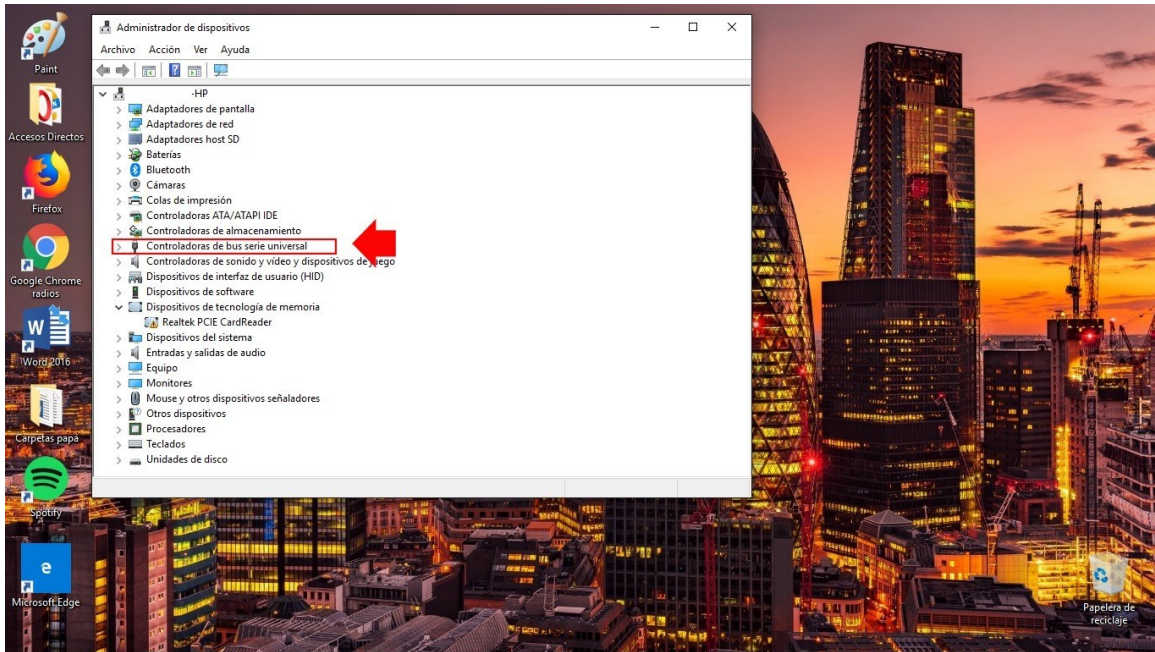 Administrador de dispositivos
Archivo Acción Ver Ayuda
-HP
Adaptadores de pantalla
Adaptadores de red
Adaptadores host SD
Baterías
Bluetooth
Cámaras
Colas de impresión
Controladoras ATA/ATAPI IDE
Controladoras de almacenamiento
Controladoras de bus serie universal
Controladoras de sonido y vídeo y dispositivos de juego
Dispositivos de interfaz de usuario (HID)
Dispositivos de software
Dispositivos de tecnología de memoria
Realtek PCIE CardReader
Dispositivos del sistema
Entradas y salidas de audio
Equipo
Monitores
Mouse y otros dispositivos señaladores
Otros dispositivos
Procesadores
Teclados
Unidades de disco
Paint
Accesos Directos
Firefox
Google Chrome
radios
Word 2016
Carpetas papá
Spotify
Microsoft Edge
Papelera de
reciclaje